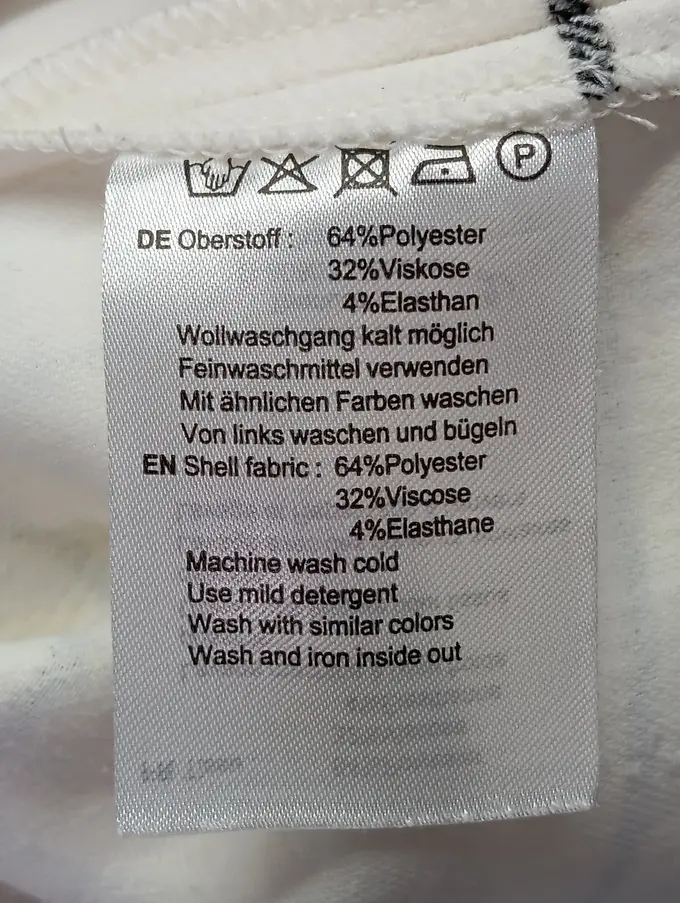 P
DE Oberstoff : 64%Polyester
32%Viskose
4%Elasthan
Wollwaschgang kalt möglich
Feinwaschmittel verwenden
Mit ähnlichen Farben waschen
Von links waschen und bügeln
EN Shell fabric : 64%Polyester
32%Viscose
4%Elasthane
Machine wash cold
Use mild detergent
Wash with similar colors
Wash and iron inside out